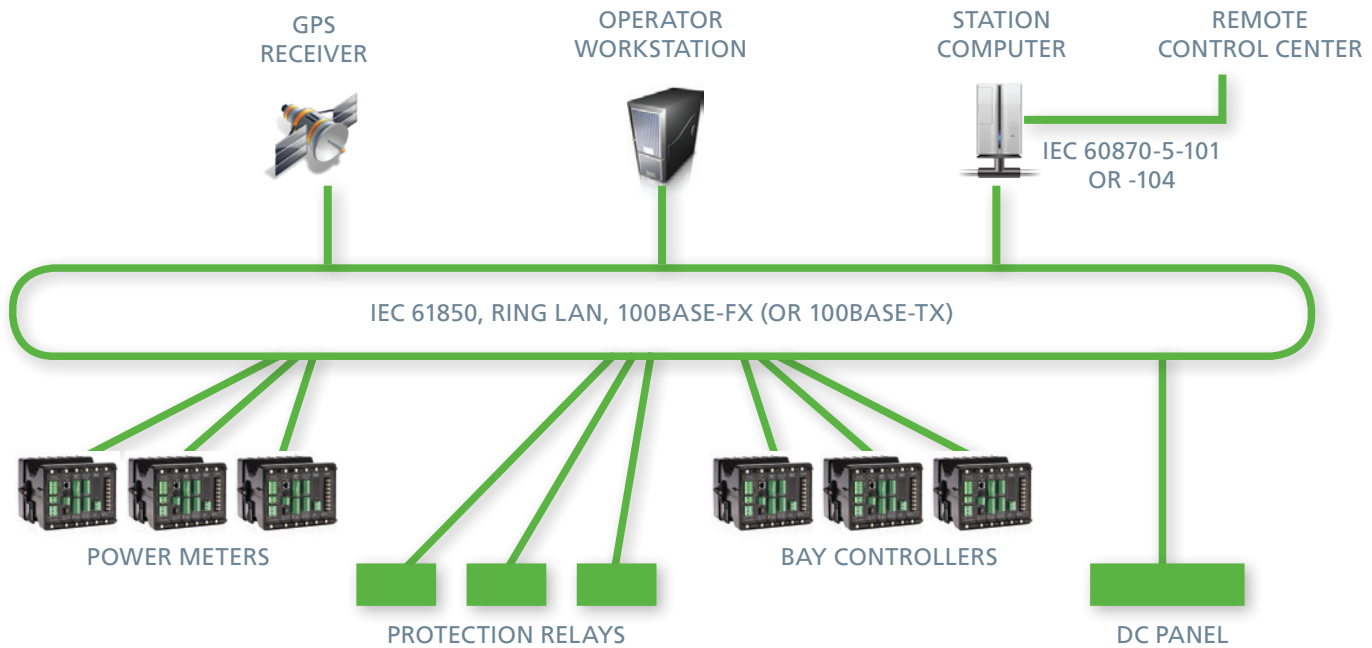 GPS
RECEIVER
OPERATOR
WORKSTATION
STATION
COMPUTER
REMOTE
CONTROL CENTER
IEC 60870-5-101
OR -104
IEC 61850, RING LAN, 100BASE-FX (OR 100BASE-TX)
POWER METERS
BAY CONTROLLERS
PROTECTION RELAYS
DC PANEL